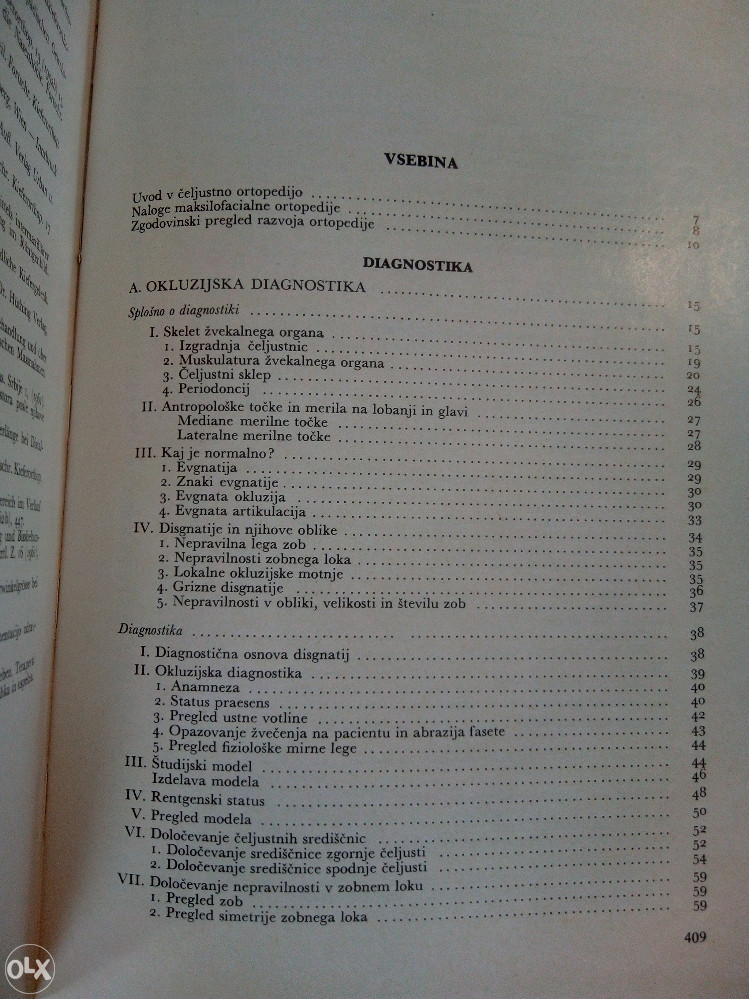 VSEBINA
Uvod v čeljustno ortopedijo ... 7
Naloge maksilofacialne ortopedije ... 8
Zgodovinski pregled razvoja ortopedije ... 10
DIAGNOSTIKA
A. OKLUZIJSKA DIAGNOSTIKA ... 15
Splošno o diagnostiki ... 15
I. Skelet žvekalnega organa ... 15
1. Izgradnja čeljustnic ... 19
2. Muskulatura žvekalnega organa ... 20
3. Čeljustni sklep ... 24
4. Periodoncij ... 26
II. Antropološke točke in merila na lobanji in glavi ... 27
Mediane merilne točke ... 27
Lateralne merilne točke ... 28
III. Kaj je normalno? ... 29
1. Evgnatija ... 29
2. Znaki evgnatije ... 30
3. Evgnata okluzija ... 30
4. Evgnata artikulacija ... 33
IV. Disgnatije in njihove oblike ... 34
1. Nepravilna lega zob ... 35
2. Nepravilnosti zobnega loka ... 35
3. Lokalne okluzijske motnje ... 35
4. Grizne disgnatije ... 36
5. Nepravilnosti v obliki, velikosti in številu zob ... 37
Diagnostika ... 38
I. Diagnostična osnova disgnatij ... 38
II. Okluzijska diagnostika ... 39
1. Anamneza ... 40
2. Status praesens ... 40
3. Pregled ustne votline ... 42
4. Opazovanje žvečenja na pacientu in abrazija fasete ... 43
5. Pregled fiziološke mirne lege ... 44
III. Študijski model ... 44
Izdelava modela ... 46
IV. Rentgenski status ... 48
V. Pregled modela ... 50
VI. Določevanje čeljustnih središčnic ... 52
1. Določevanje središčnice zgornje čeljusti ... 52
2. Določevanje središčnice spodnje čeljusti ... 54
VII. Določevanje nepravilnosti v zobnem loku ... 59
1. Pregled zob ... 59
2. Pregled simetrije zobnega loka ... 59
409
OLX